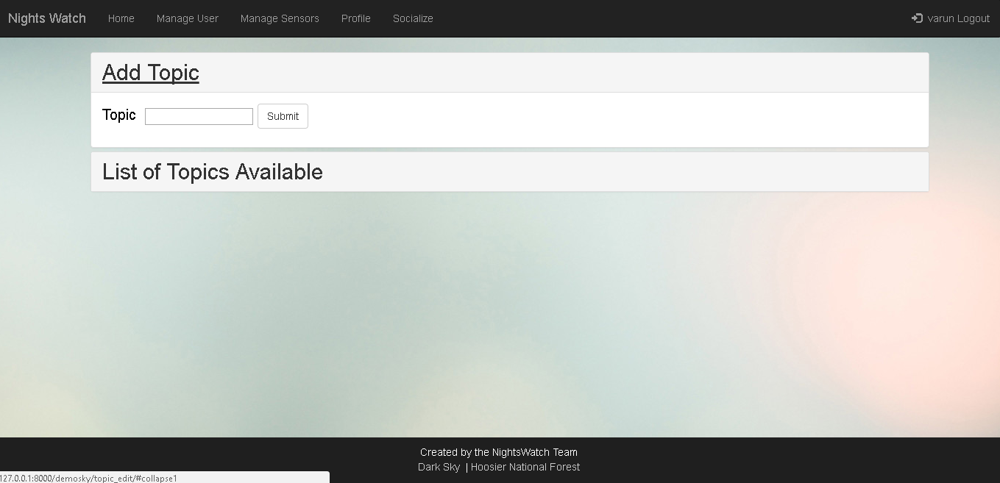 Nights Watch Home Manage User Manage Sensors Profile Socialize varun Logout
Add Topic
Topic Submit
List of Topics Available
Created by the NightsWatch Team
Dark Sky | Hoosier National Forest
127.0.0.1:8000/demosky/topic_edit/#collapse1